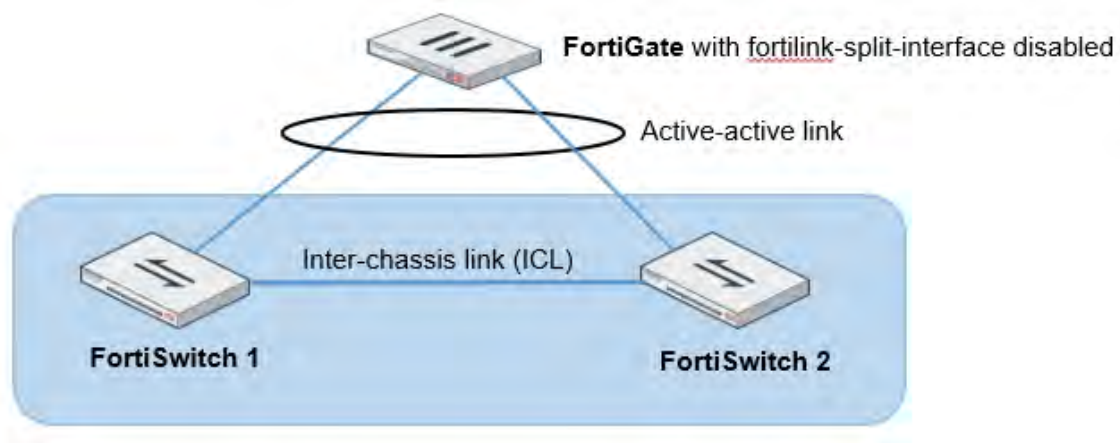 FortiGate with fortilink-split-interface disabled
Active-active link
Inter-chassis link (ICL)
FortiSwitch 1
FortiSwitch 2